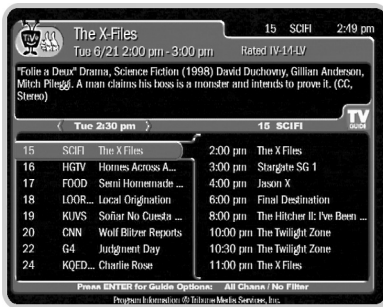 TiVo
The X-Files
15 SCIFI 2:49 pm
Tue 6/21 2:00 pm - 3:00 pm
Rated TV-14-LV
"Folie a Deux" Drama, Science Fiction (1998) David Duchovny, Gillian Anderson,
Mitch Pileggi. A man claims his boss is a monster and intends to prove it. (CC,
Stereo)
TV
GUIDE
Tue 2:30 pm
15 SCIFI
15 SCIFI The X Files
16 HGTV Homes Across A...
17 FOOD Semi Homemade ...
18 LOOR... Local Origination
19 KUVS Soñar No Cuesta ...
20 CNN Wolf Blitzer Reports
22 G4 Judgment Day
24 KQED... Charlie Rose
2:00 pm The X Files
3:00 pm Stargate SG 1
4:00 pm Jason X
6:00 pm Final Destination
8:00 pm The Hitcher II: I've Been ...
10:00 pm The Twilight Zone
10:30 pm The Twilight Zone
11:00 pm The X Files
Press ENTER for Guide Options: All Chans / No Filter
Program Information © Tribune Media Services, Inc.